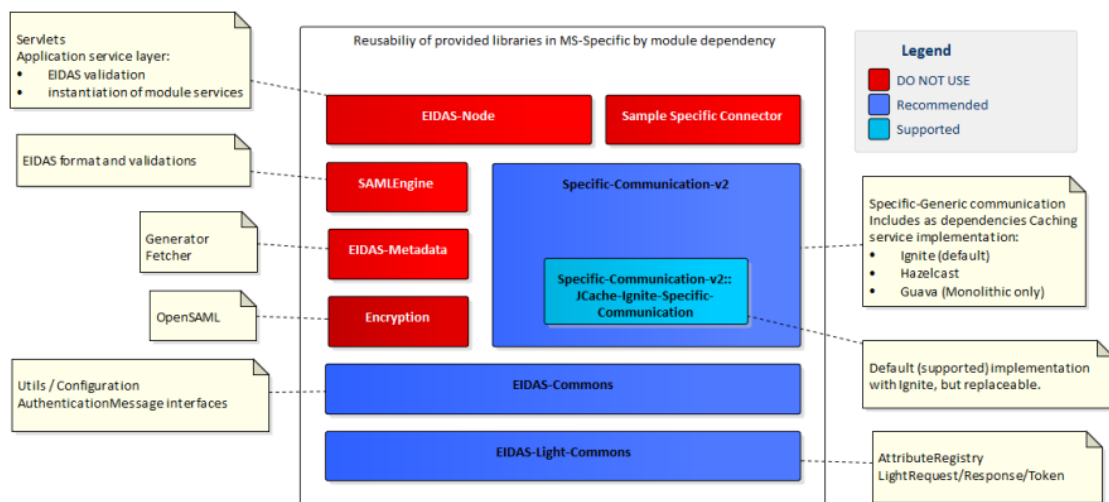 Servlets
Application service layer:
• EIDAS validation
• instantiation of module services
EIDAS format and validations
Generator
Fetcher
OpenSAML
Utils / Configuration
AuthenticationMessage interfaces
Reusabiliy of provided libraries in MS-Specific by module dependency
EIDAS-Node
Sample Specific Connector
SAMLEngine
Specific-Communication-v2
EIDAS-Metadata
Specific-Communication-v2::
JCache-Ignite-Specific-
Communication
Encryption
EIDAS-Commons
EIDAS-Light-Commons
Legend
DO NOT USE
Recommended
Supported
Specific-Generic communication
Includes as dependencies Caching
service implementation:
• Ignite (default)
• Hazelcast
• Guava (Monolithic only)
Default (supported) implementation
with Ignite, but replaceable.
AttributeRegistry
LightRequest/Response/Token